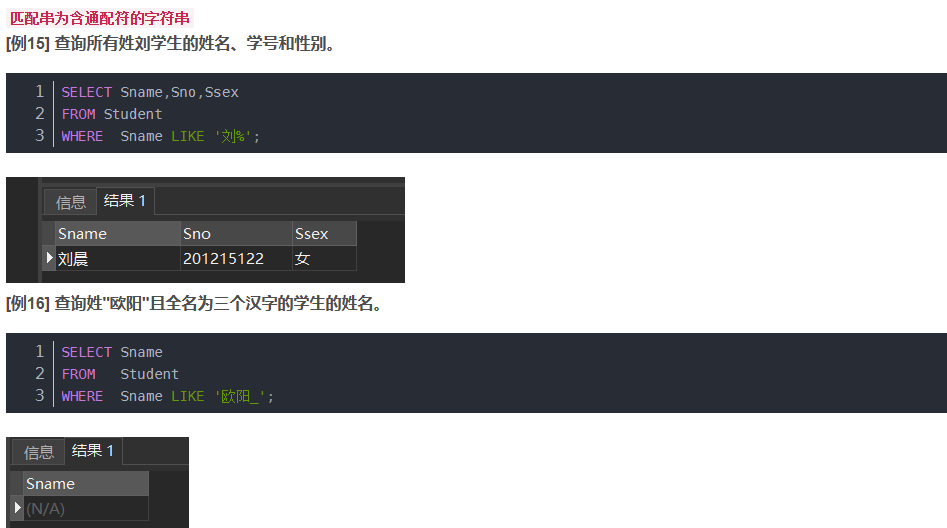 匹配串为含通配符的字符串
[例15] 查询所有姓刘学生的姓名、学号和性别。
1 SELECT Sname,Sno,Ssex
2 FROM Student
3 WHERE  Sname LIKE '刘%';
信息 结果 1
Sname Sno Ssex
刘晨 201215122 女
[例16] 查询姓"欧阳"且全名为三个汉字的学生的姓名。
1 SELECT Sname
2 FROM   Student
3 WHERE  Sname LIKE '欧阳_';
信息 结果 1
Sname
(N/A)